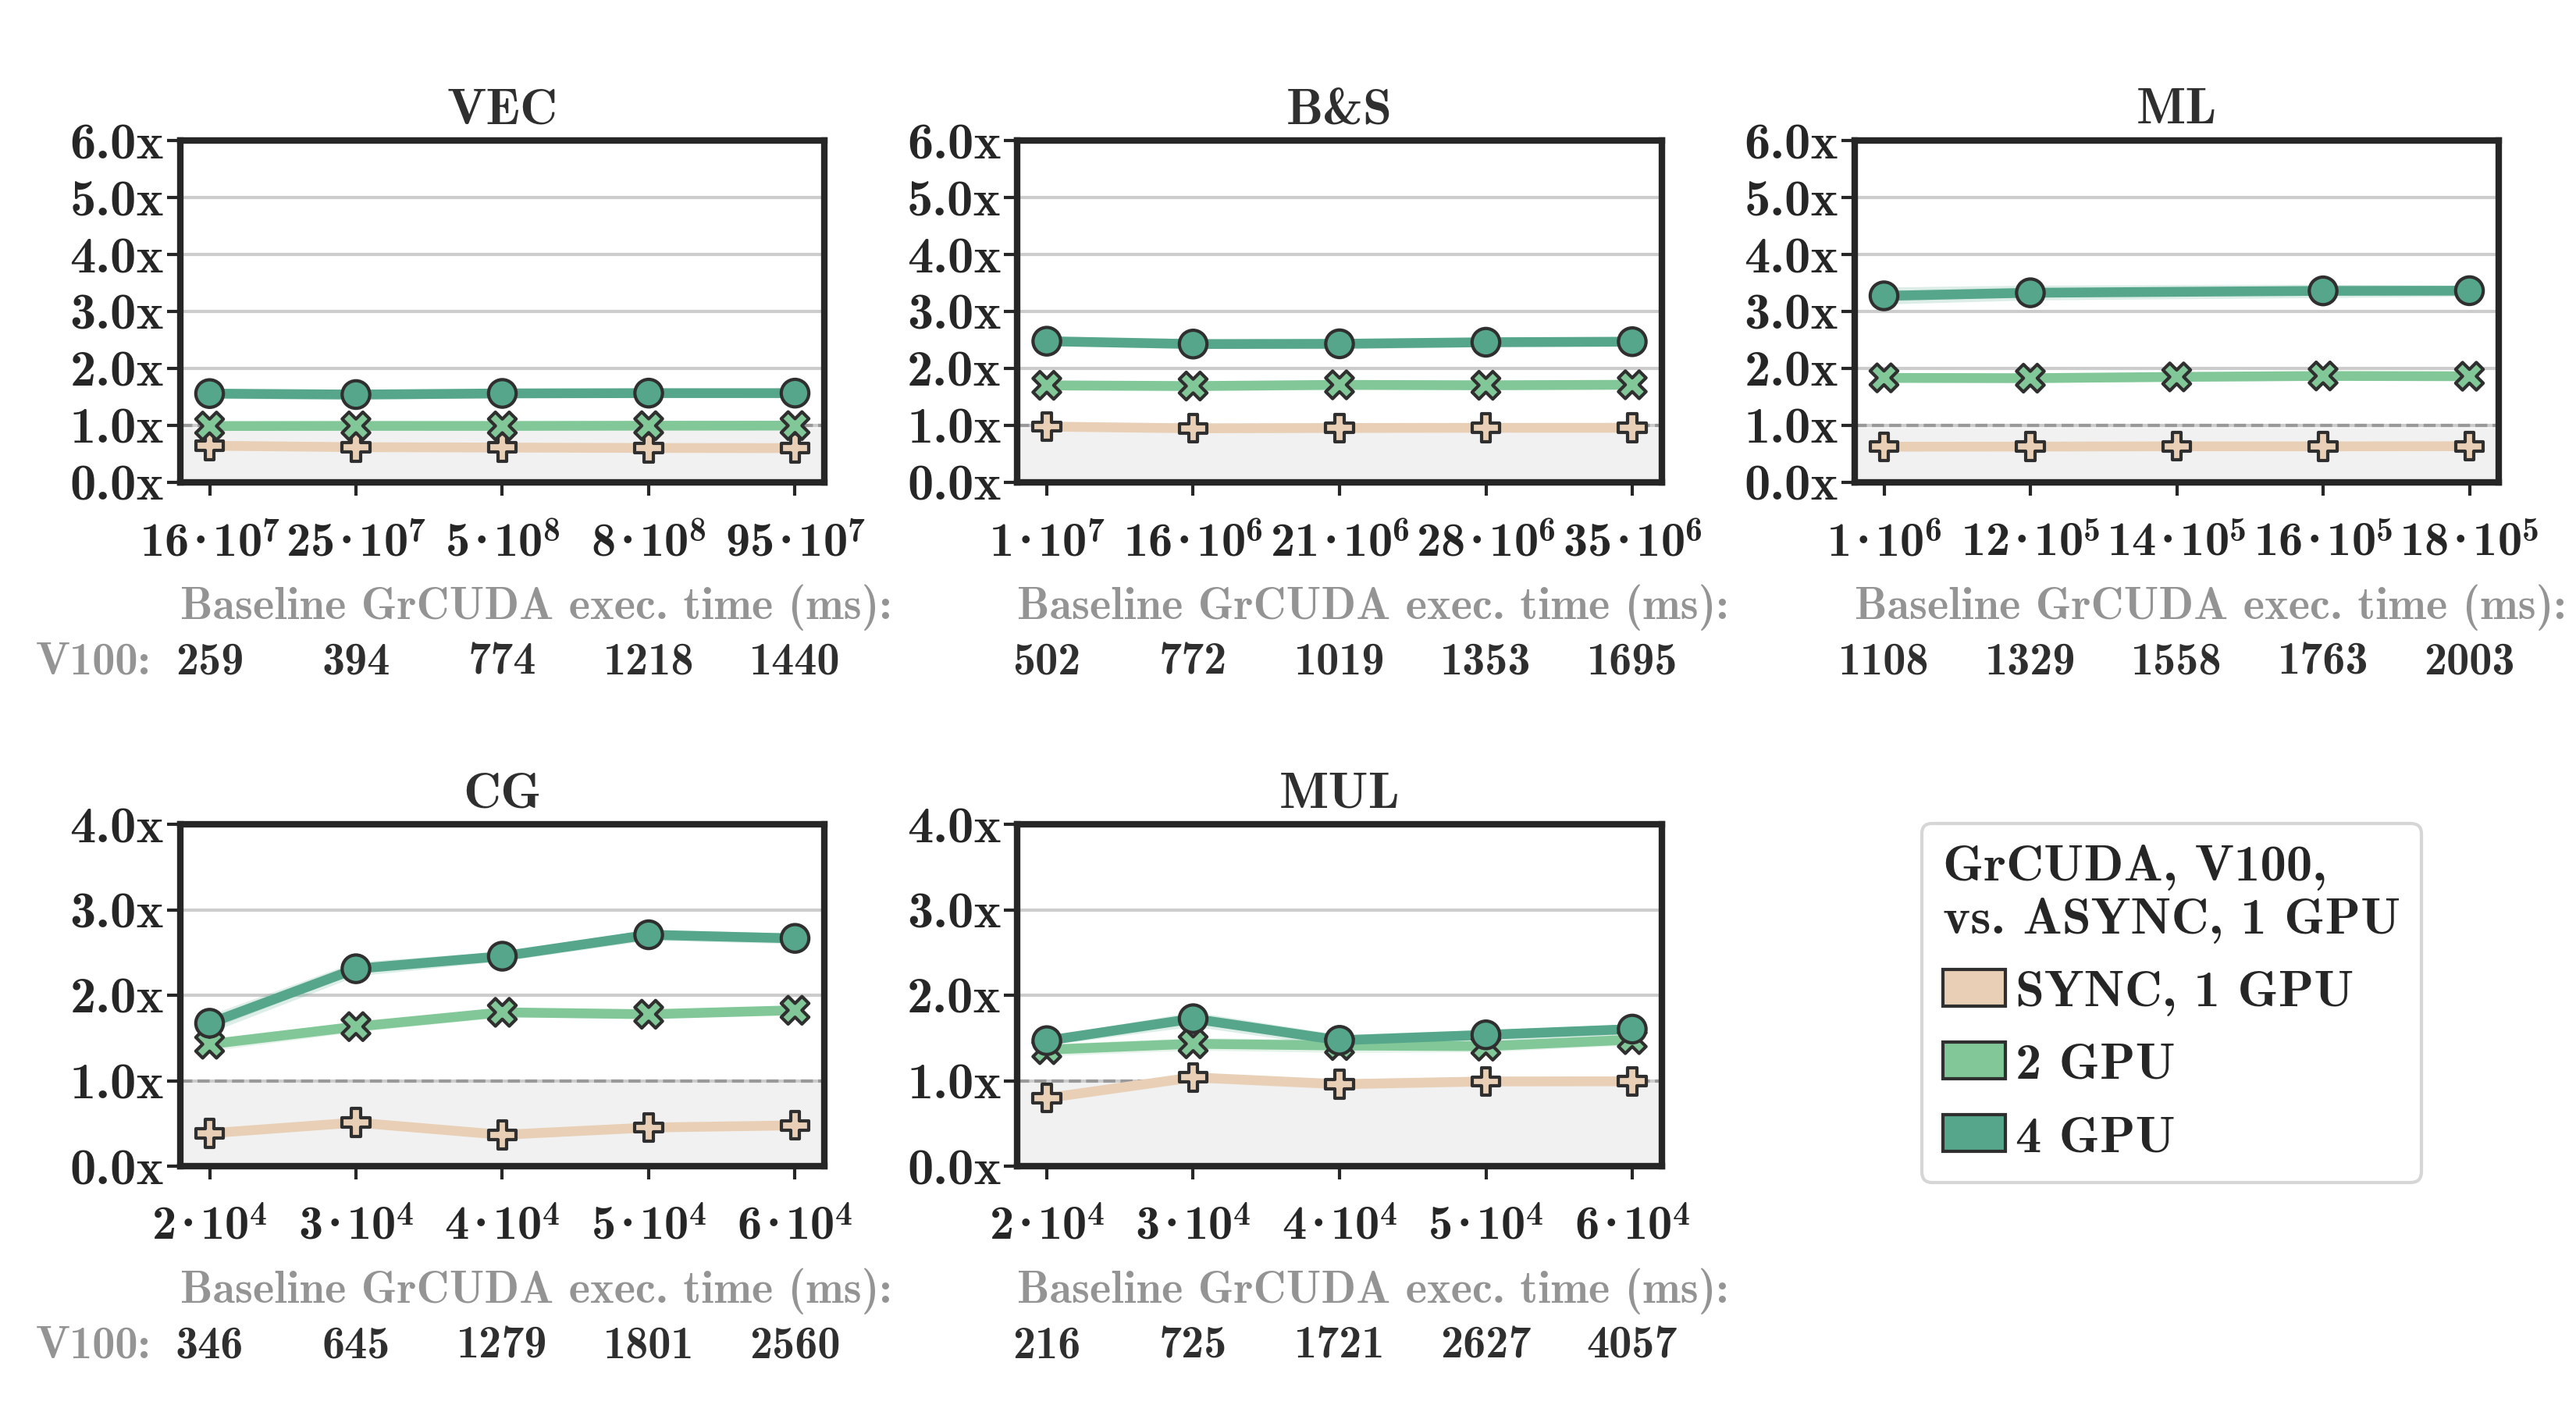 VEC
6.0x
5.0x
4.0x
3.0x
2.0x
1.0x
0.0x
16·10⁷ 25·10⁷ 5·10⁸ 8·10⁸ 95·10⁷
Baseline GrCUDA exec. time (ms):
V100: 259 394 774 1218 1440
B&S
6.0x
5.0x
4.0x
3.0x
2.0x
1.0x
0.0x
1·10⁷ 16·10⁶ 21·10⁶ 28·10⁶ 35·10⁶
Baseline GrCUDA exec. time (ms):
502 772 1019 1353 1695
ML
6.0x
5.0x
4.0x
3.0x
2.0x
1.0x
0.0x
1·10⁶ 12·10⁵ 14·10⁵ 16·10⁵ 18·10⁵
Baseline GrCUDA exec. time (ms):
1108 1329 1558 1763 2003
CG
4.0x
3.0x
2.0x
1.0x
0.0x
2·10⁴ 3·10⁴ 4·10⁴ 5·10⁴ 6·10⁴
Baseline GrCUDA exec. time (ms):
V100: 346 645 1279 1801 2560
MUL
4.0x
3.0x
2.0x
1.0x
0.0x
2·10⁴ 3·10⁴ 4·10⁴ 5·10⁴ 6·10⁴
Baseline GrCUDA exec. time (ms):
216 725 1721 2627 4057
GrCUDA, V100,
vs. ASYNC, 1 GPU
SYNC, 1 GPU
2 GPU
4 GPU